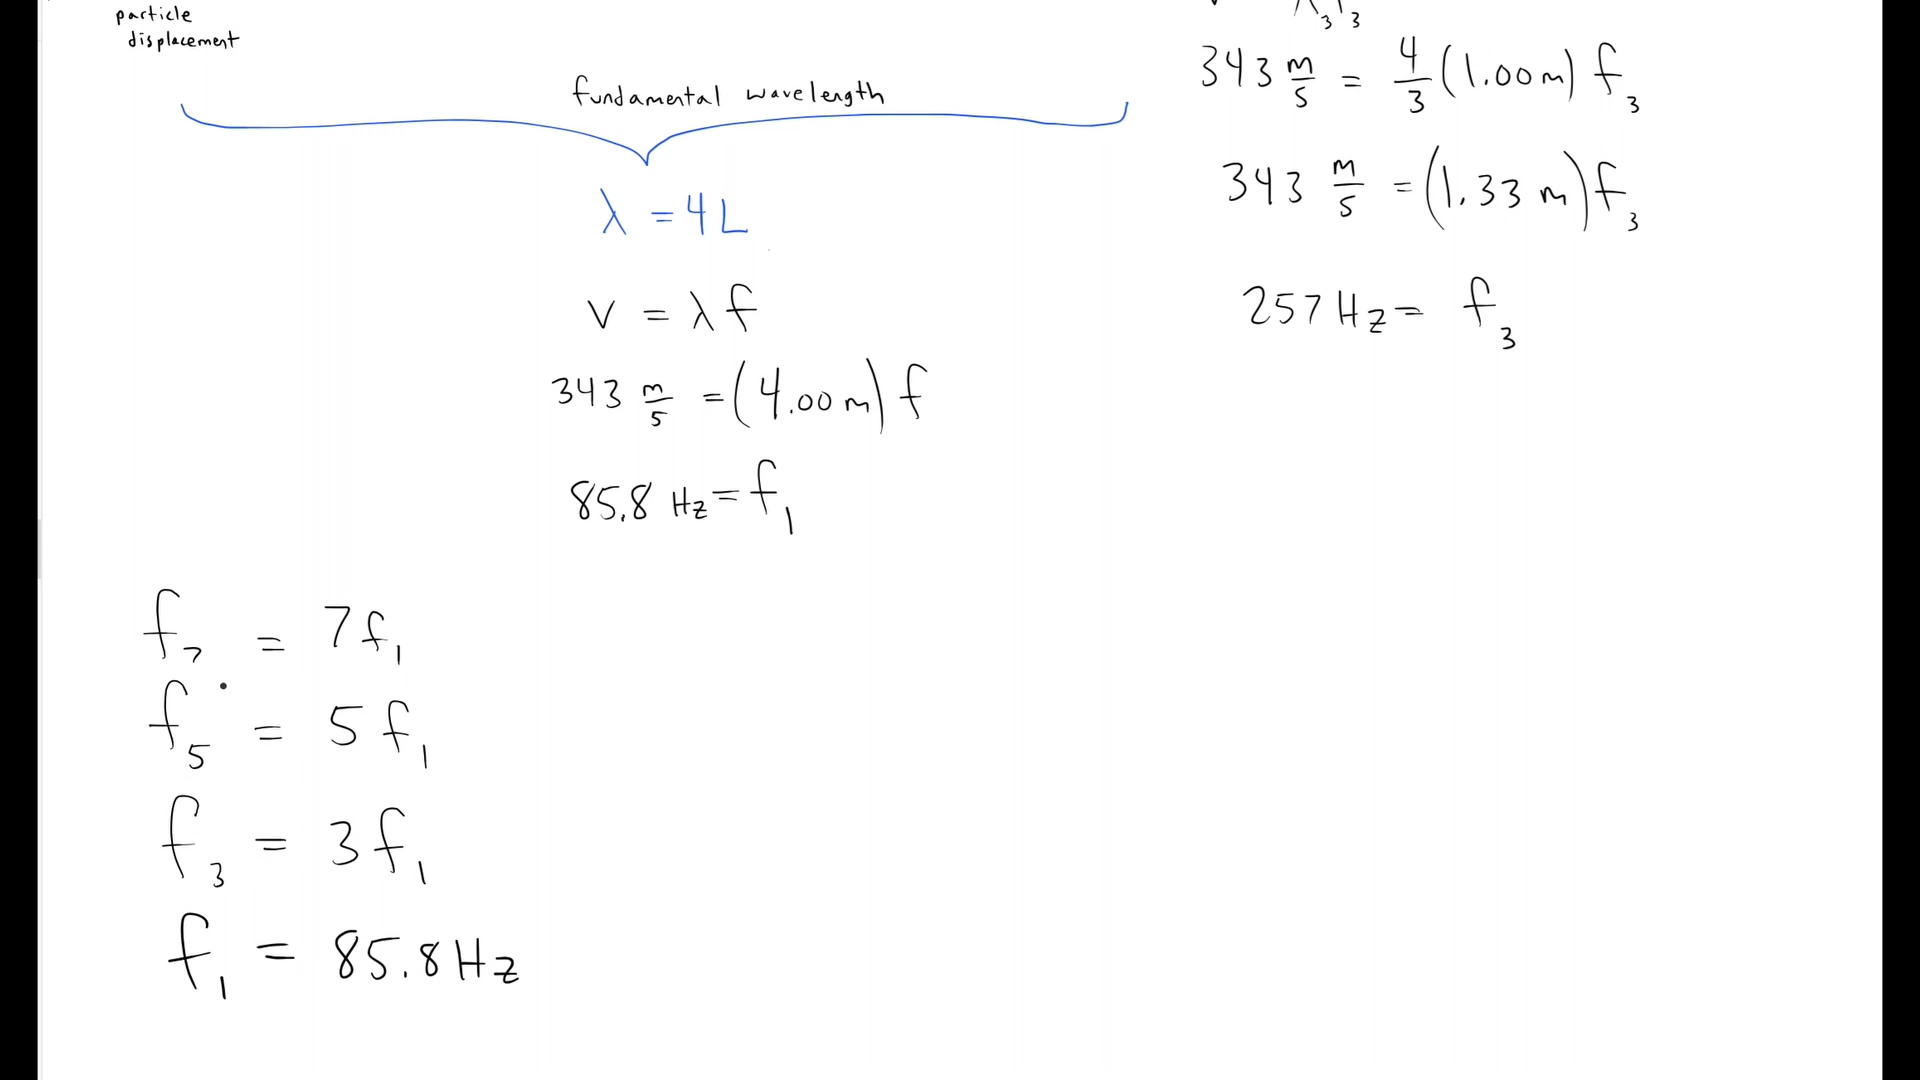 particle
displacement
fundamental wavelength
λ = 4L
v = λf
343 m/s = (4.00 m) f
85.8 Hz = f₁
f₇ = 7f₁
f₅ = 5f₁
f₃ = 3f₁
f₁ = 85.8 Hz
343 m/s = 4/3 (1.00 m) f₃
343 m/s = (1.33 m) f₃
257 Hz = f₃